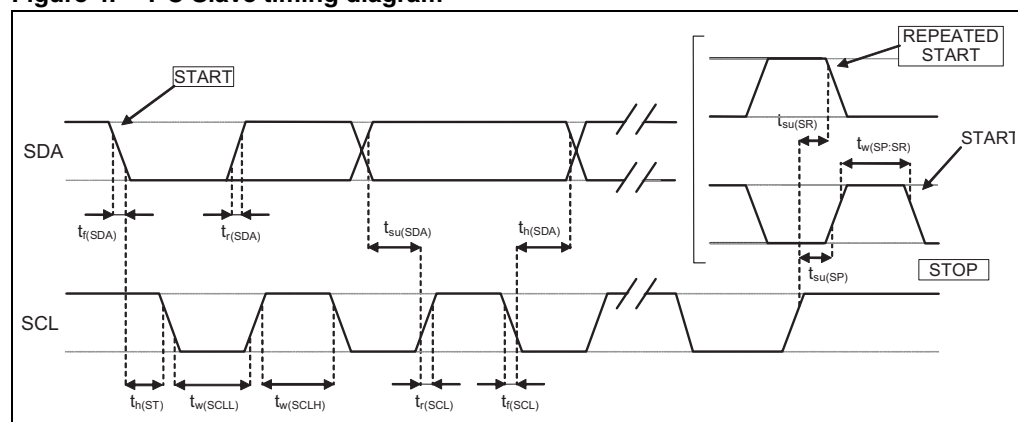 REPEATED
START
START
t_su(SR)
t_w(SP:SR)
START
SDA
t_f(SDA)
t_r(SDA)
t_su(SDA)
t_h(SDA)
t_su(SP)
STOP
SCL
t_h(ST)
t_w(SCLL)
t_w(SCLH)
t_r(SCL)
t_f(SCL)